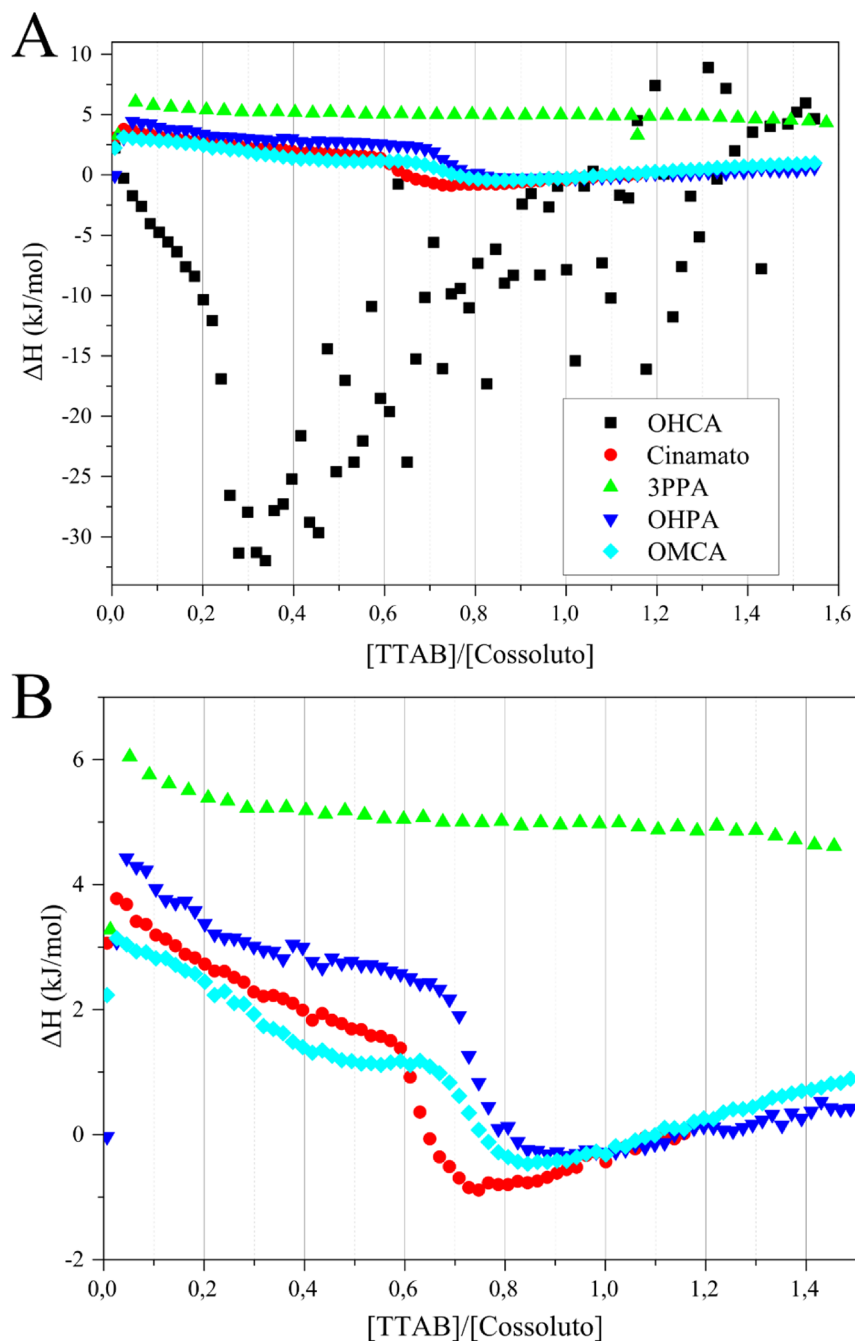 A
10
5
0
-5
-10
-15
-20
-25
-30
ΔH (kJ/mol)
OHCA
Cinamato
3PPA
OHPA
OMCA
0,0 0,2 0,4 0,6 0,8 1,0 1,2 1,4 1,6
[TTAB]/[Cossoluto]
B
6
4
2
0
-2
ΔH (kJ/mol)
0,0 0,2 0,4 0,6 0,8 1,0 1,2 1,4
[TTAB]/[Cossoluto]